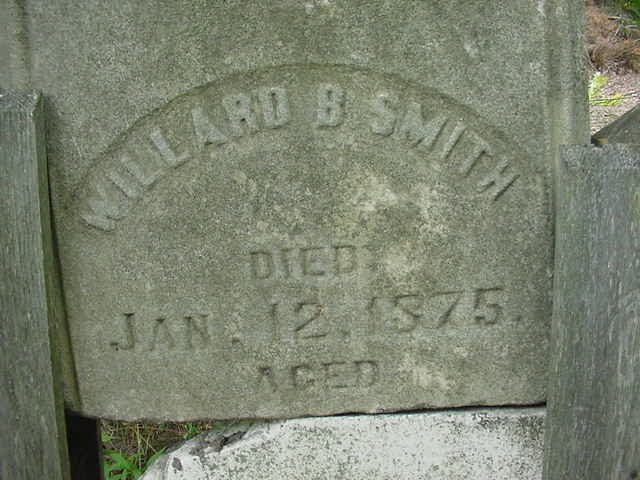 WILLARD B SMITH
DIED
JAN. 12. 1875.
AGED